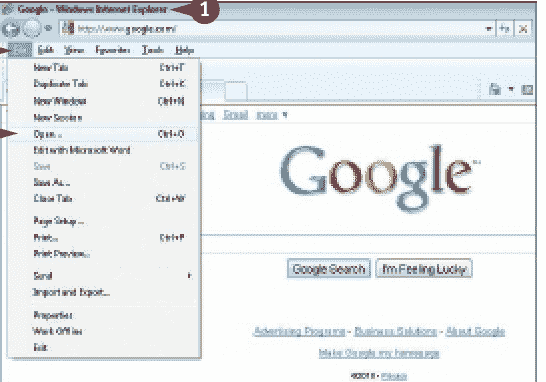 Google - Windows Internet Explorer
1
http://www.google.com/
Edit View Favorites Tools Help
New Tab Ctrl+T
Duplicate Tab Ctrl+K
New Window Ctrl+N
New Session
Open... Ctrl+O
Edit with Microsoft Word
Save Ctrl+S
Save As...
Close Tab Ctrl+W
Page Setup...
Print... Ctrl+P
Print Preview...
Send
Import and Export...
Properties
Work Offline
Exit
Gmail more
Google
Google Search I'm Feeling Lucky
Advertising Programs - Business Solutions - About Google
Make Google my homepage
©2010 - Privacy